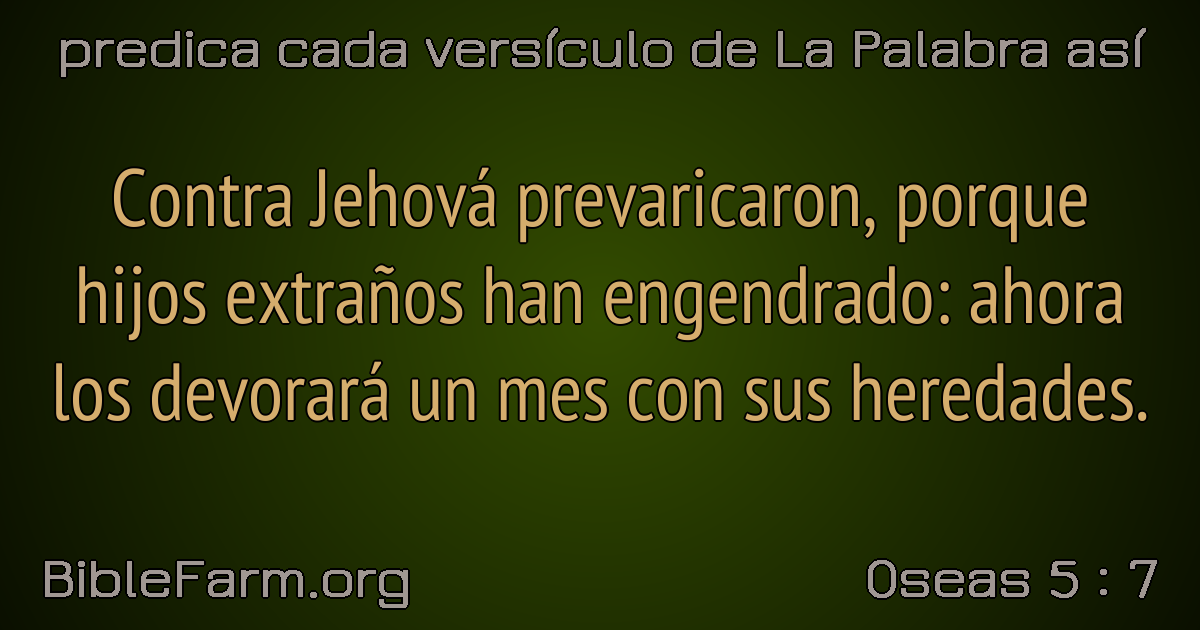 predica cada versículo de La Palabra así
Contra Jehová prevaricaron, porque
hijos extraños han engendrado: ahora
los devorará un mes con sus heredades.
BibleFarm.org
Oseas 5 : 7